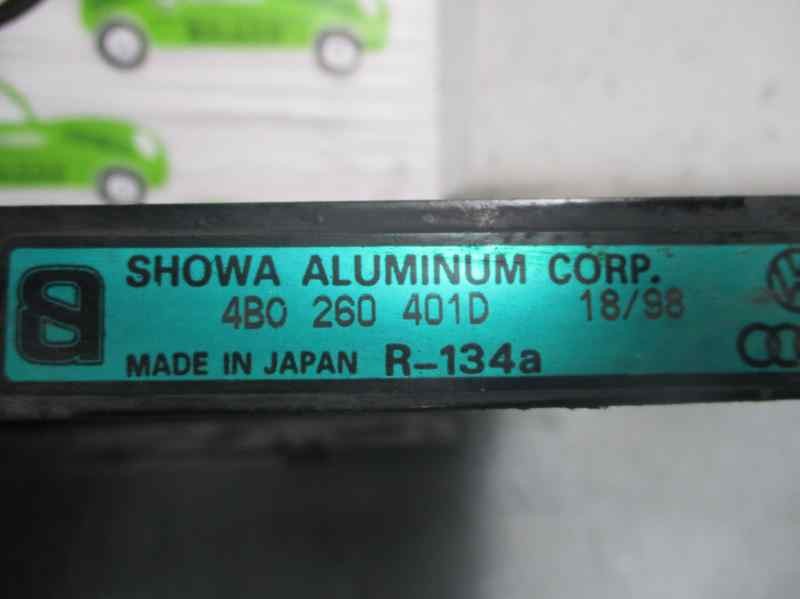 SHOWA ALUMINUM CORP.
4B0 260 401D 18/98
MADE IN JAPAN R-134a